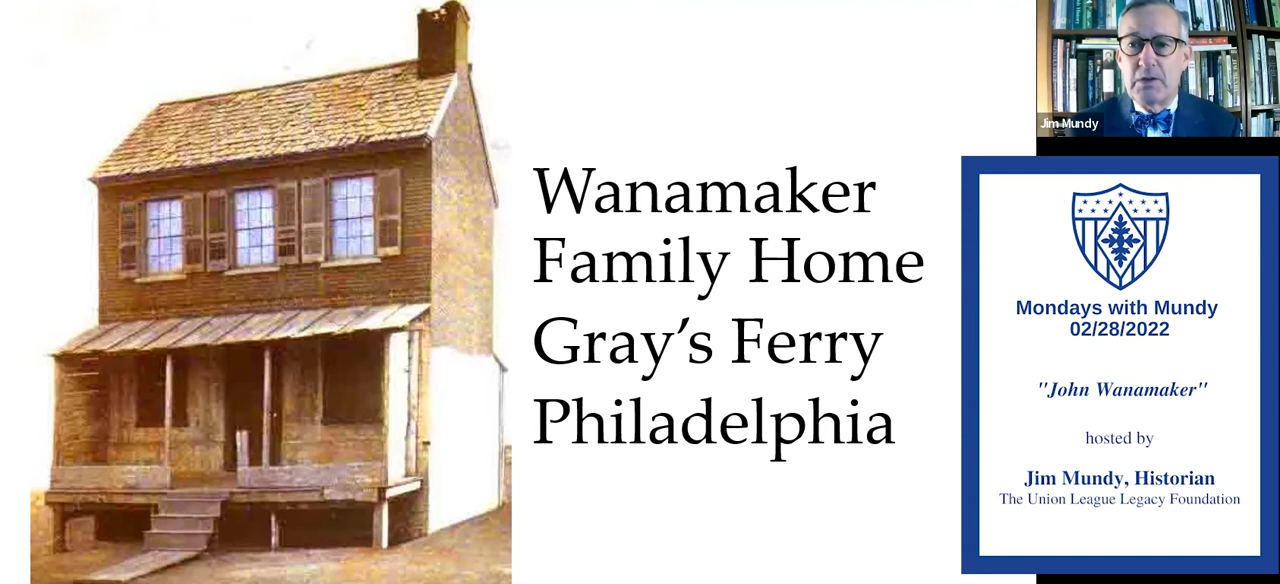 Wanamaker
Family Home
Gray's Ferry
Philadelphia
Jim Mundy
Mondays with Mundy
02/28/2022
"John Wanamaker"
hosted by
Jim Mundy, Historian
The Union League Legacy Foundation